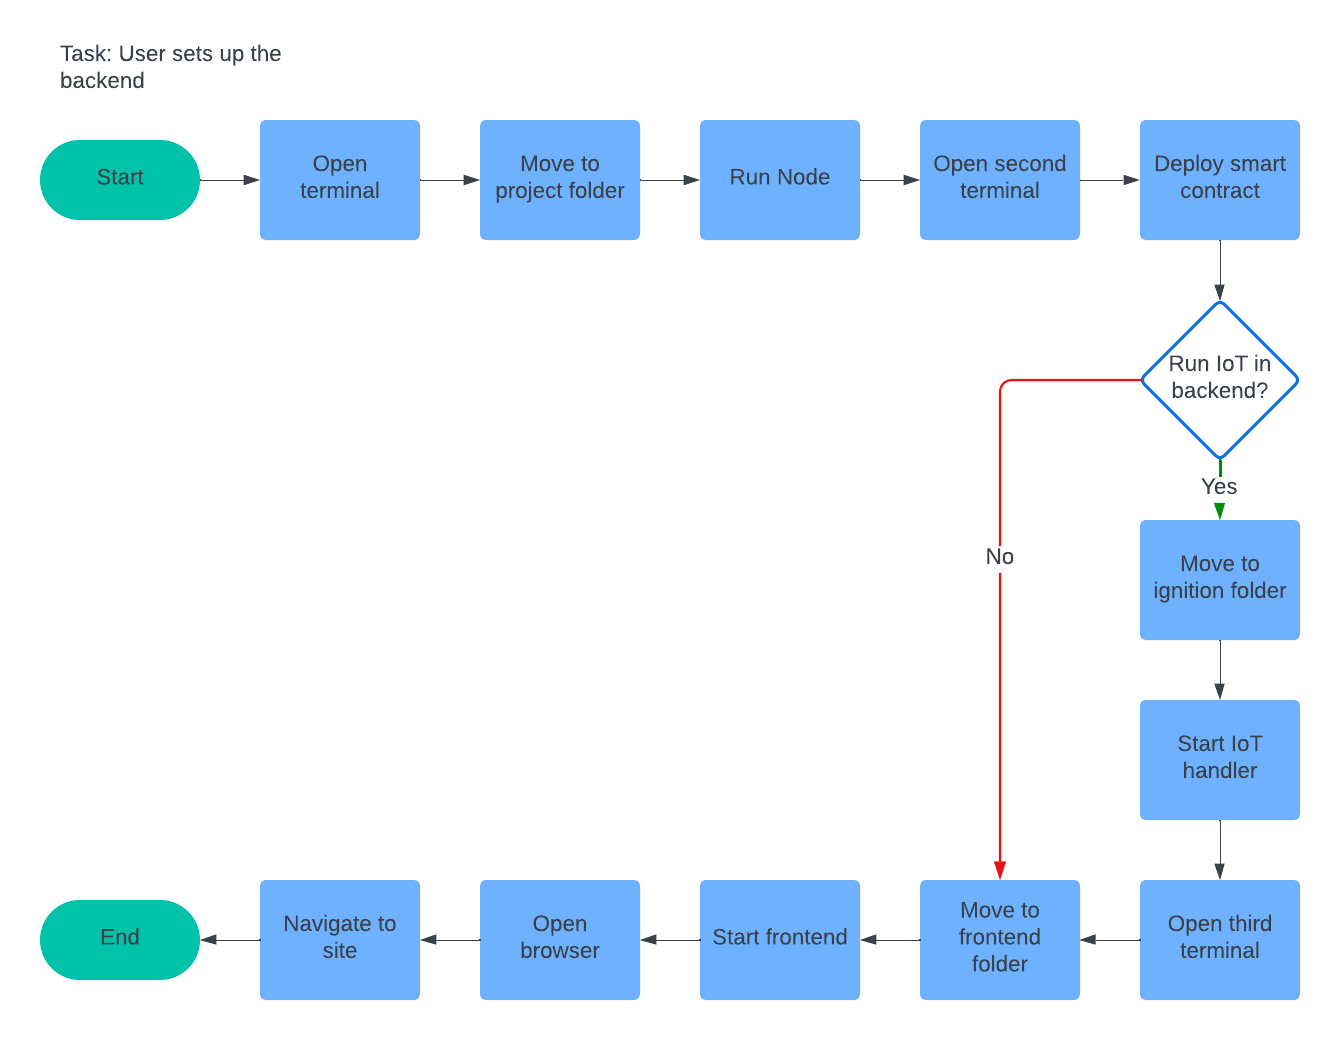 Task: User sets up the
backend
Start
Open
terminal
Move to
project folder
Run Node
Open second
terminal
Deploy smart
contract
Run IoT in
backend?
Yes
No
Move to
ignition folder
Start IoT
handler
Open third
terminal
Move to
frontend
folder
Start frontend
Open
browser
Navigate to
site
End